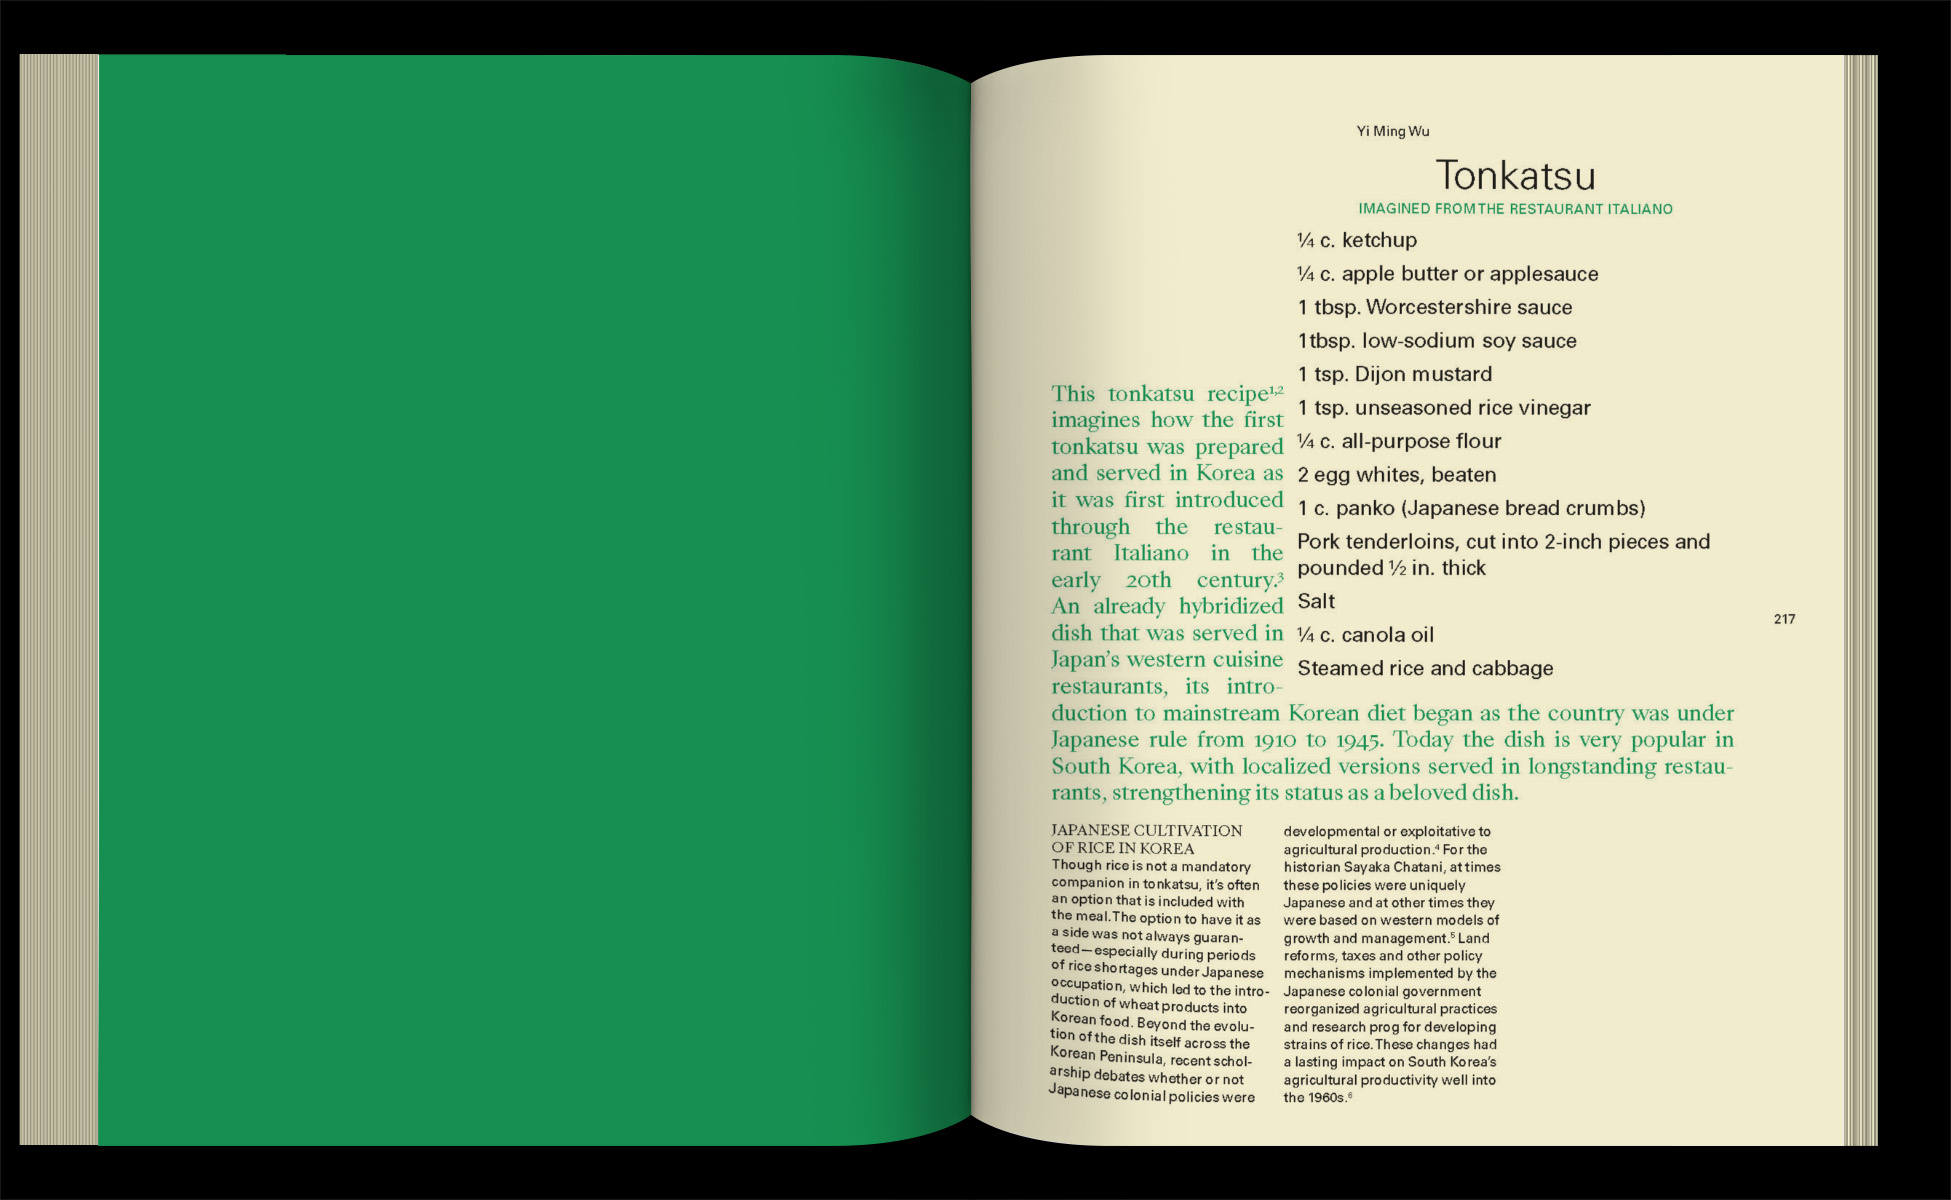 Yi Ming Wu
Tonkatsu
IMAGINED FROM THE RESTAURANT ITALIANO
¼ c. ketchup
¼ c. apple butter or applesauce
1 tbsp. Worcestershire sauce
1 tbsp. low-sodium soy sauce
1 tsp. Dijon mustard
1 tsp. unseasoned rice vinegar
¼ c. all-purpose flour
2 egg whites, beaten
1 c. panko (Japanese bread crumbs)
Pork tenderloins, cut into 2-inch pieces and
pounded ½ in. thick
Salt
¼ c. canola oil
Steamed rice and cabbage
This tonkatsu recipe¹,²
imagines how the first
tonkatsu was prepared
and served in Korea as
it was first introduced
through the restau-
rant Italiano in the
early 20th century.³
An already hybridized
dish that was served in
Japan’s western cuisine
restaurants, its intro-
duction to mainstream Korean diet began as the country was under
Japanese rule from 1910 to 1945. Today the dish is very popular in
South Korea, with localized versions served in longstanding restau-
rants, strengthening its status as a beloved dish.
217
JAPANESE CULTIVATION
OF RICE IN KOREA
Though rice is not a mandatory
companion in tonkatsu, it’s often
an option that is included with
the meal. The option to have it as
a side was not always guaran-
teed—especially during periods
of rice shortages under Japanese
occupation, which led to the intro-
duction of wheat products into
Korean food. Beyond the evolu-
tion of the dish itself across the
Korean Peninsula, recent schol-
arship debates whether or not
Japanese colonial policies were
developmental or exploitative to
agricultural production.⁴ For the
historian Sayaka Chatani, at times
these policies were uniquely
Japanese and at other times they
were based on western models of
growth and management.⁵ Land
reforms, taxes and other policy
mechanisms implemented by the
Japanese colonial government
reorganized agricultural practices
and research prog for developing
strains of rice. These changes had
a lasting impact on South Korea’s
agricultural productivity well into
the 1960s.⁶